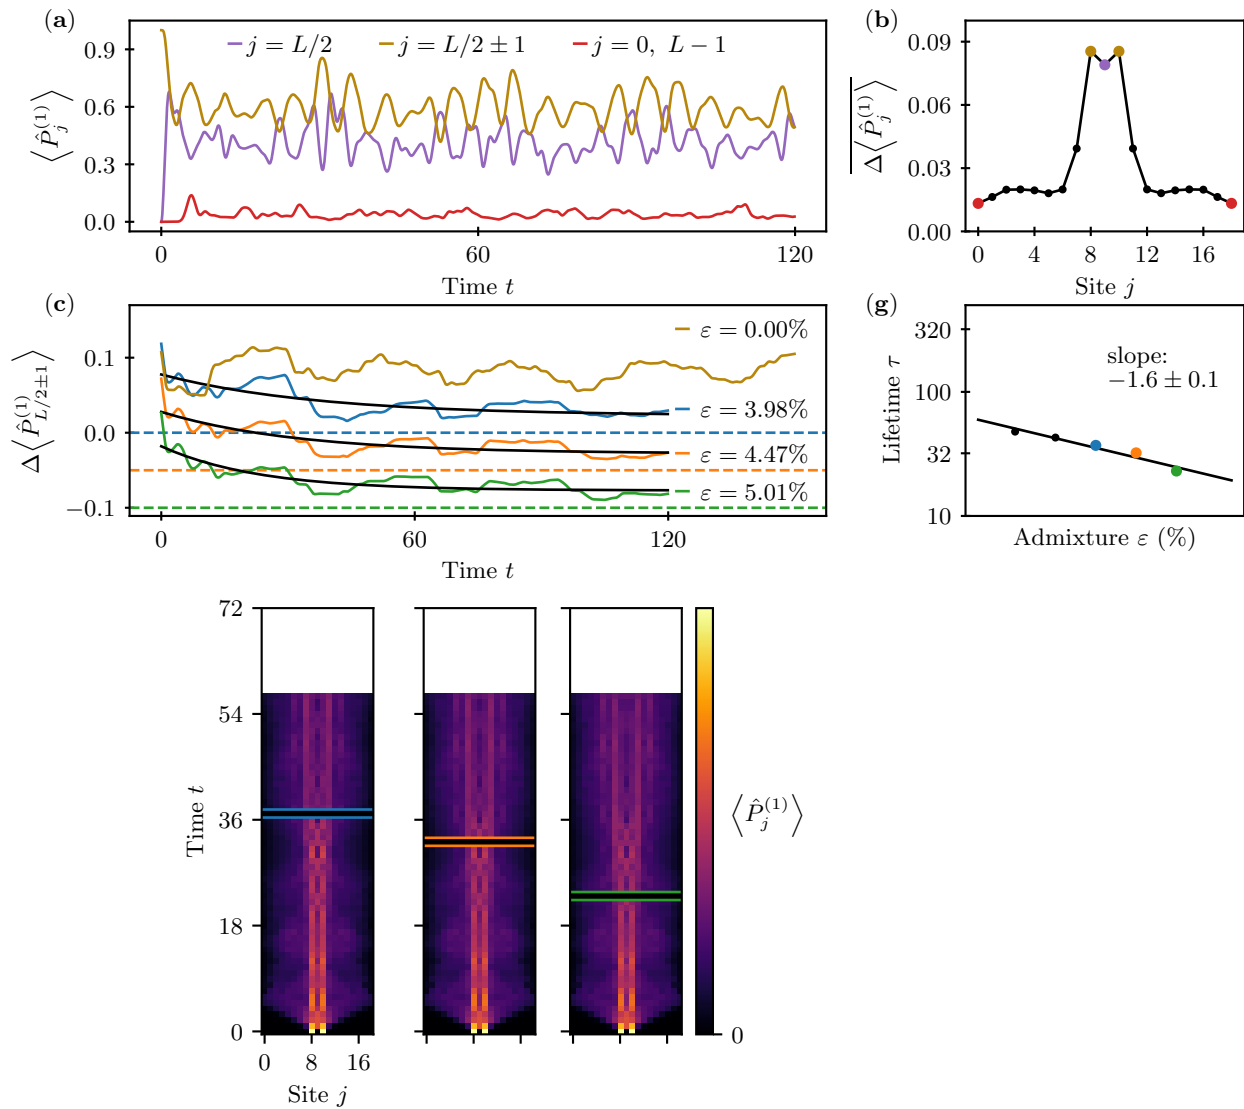 (a)
j = L/2
j = L/2 ± 1
j = 0, L − 1
⟨P̂_j^(1)⟩
0.9
0.6
0.3
0.0
0
60
120
Time t
(b)
Δ⟨P̂_j^(1)⟩
0.09
0.06
0.03
0.00
0
4
8
12
16
Site j
(c)
Δ⟨P̂_{L/2±1}^(1)⟩
0.1
0.0
−0.1
ε = 0.00%
ε = 3.98%
ε = 4.47%
ε = 5.01%
0
60
120
Time t
(g)
Lifetime τ
320
100
32
10
slope:
−1.6 ± 0.1
Admixture ε (%)
Time t
72
54
36
18
0
0
8
16
Site j
⟨P̂_j^(1)⟩
0